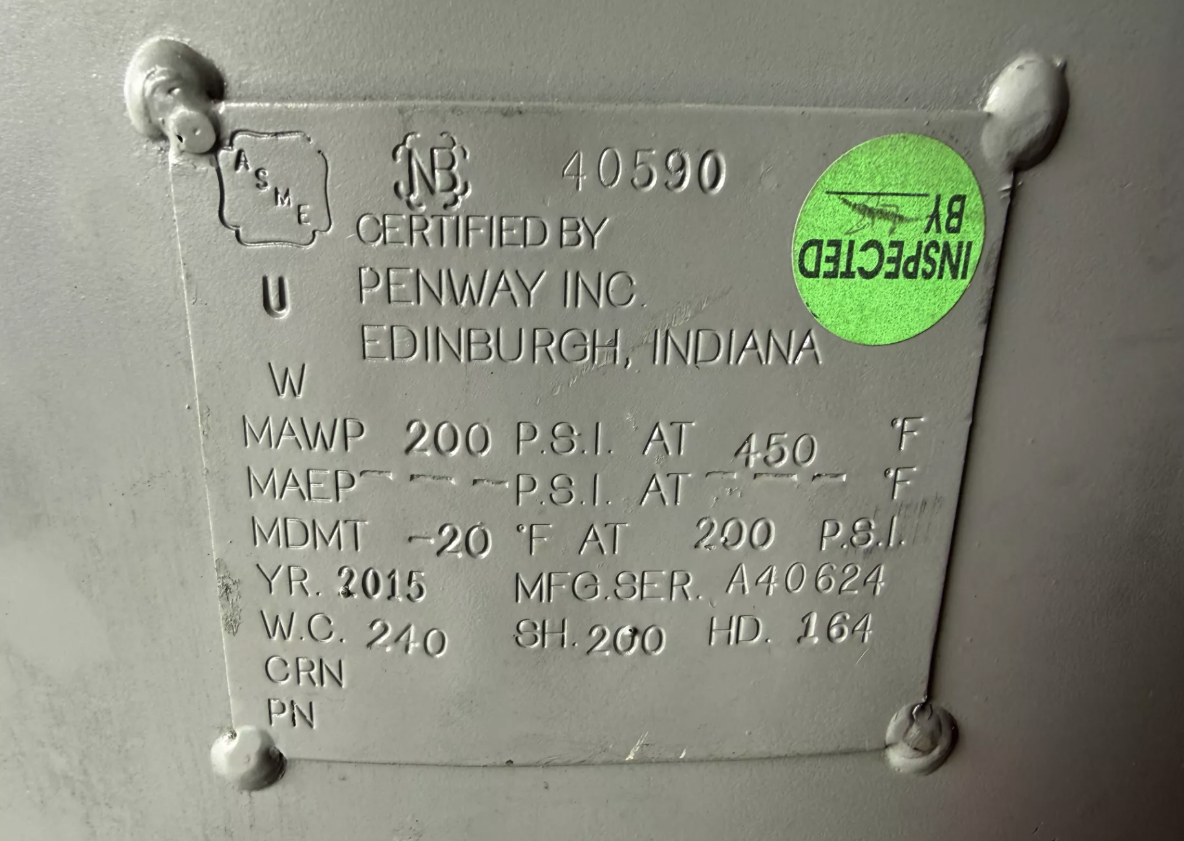 ASME NB 40590
CERTIFIED BY
U PENWAY INC.
EDINBURGH, INDIANA
W
MAWP 200 P.S.I. AT 450 °F
MAEP --- P.S.I. AT --- °F
MDMT -20 °F AT 200 P.S.I.
YR. 2015 MFG.SER. A40624
W.C. 240 SH. 200 HD. 164
CRN
PN
INSPECTED
BY